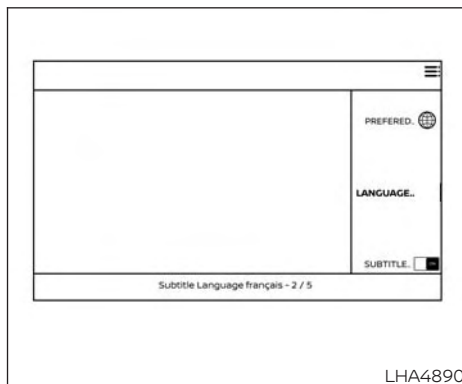 PREFERED..
LANGUAGE..
SUBTITLE..
Subtitle Language français - 2 / 5
LHA4890